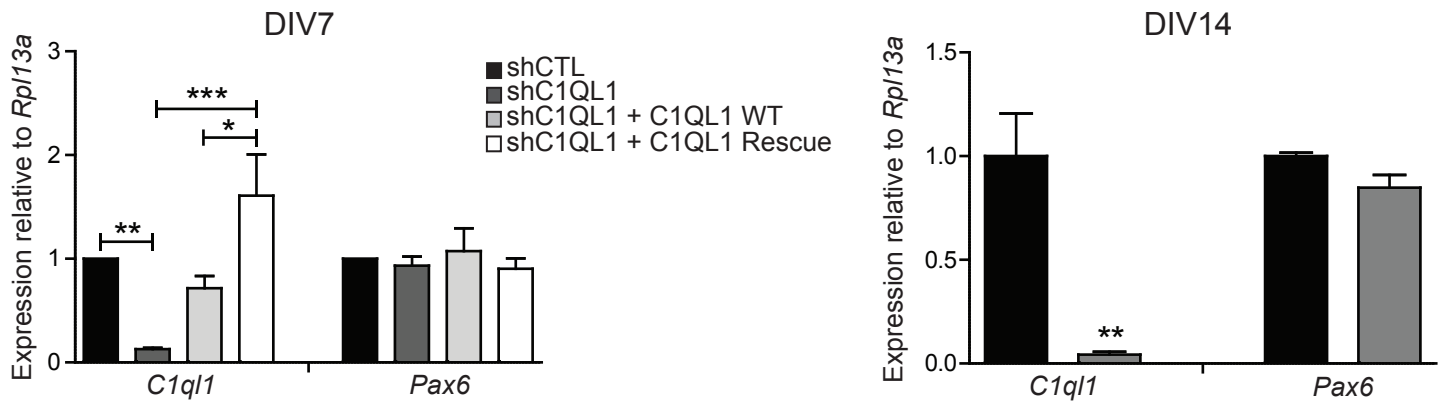 DIV7
Expression relative to Rpl13a
3
2
1
0
***
*
**
C1ql1
Pax6
shCTL
shC1QL1
shC1QL1 + C1QL1 WT
shC1QL1 + C1QL1 Rescue
DIV14
Expression relative to Rpl13a
1.5
1.0
0.5
0.0
**
C1ql1
Pax6